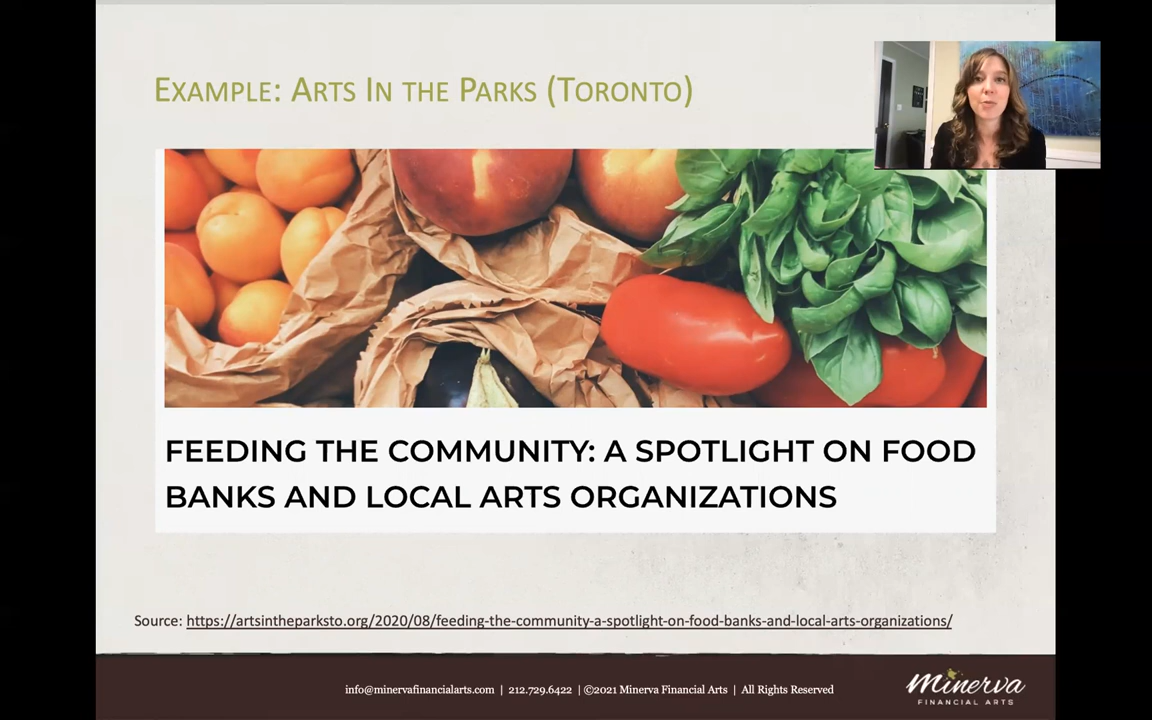 Example: Arts In the Parks (Toronto)
FEEDING THE COMMUNITY: A SPOTLIGHT ON FOOD
BANKS AND LOCAL ARTS ORGANIZATIONS
Source: https://artsintheparksto.org/2020/08/feeding-the-community-a-spotlight-on-food-banks-and-local-arts-organizations/
info@minervafinancialarts.com | 212.729.6422 | ©2021 Minerva Financial Arts | All Rights Reserved
Minerva
FINANCIAL ARTS